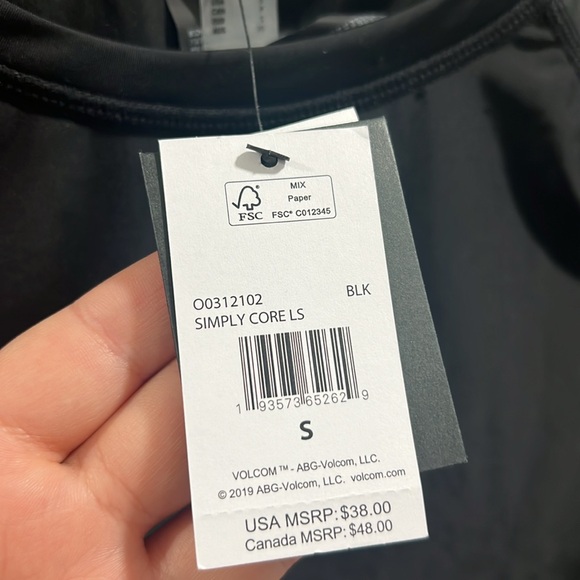 MIX
Paper
FSC
FSC® C012345
O0312102 BLK
SIMPLY CORE LS
1 93573 65262 9
S
VOLCOM™ - ABG-Volcom, LLC.
© 2019 ABG-Volcom, LLC. volcom.com
USA MSRP: $38.00
Canada MSRP: $48.00